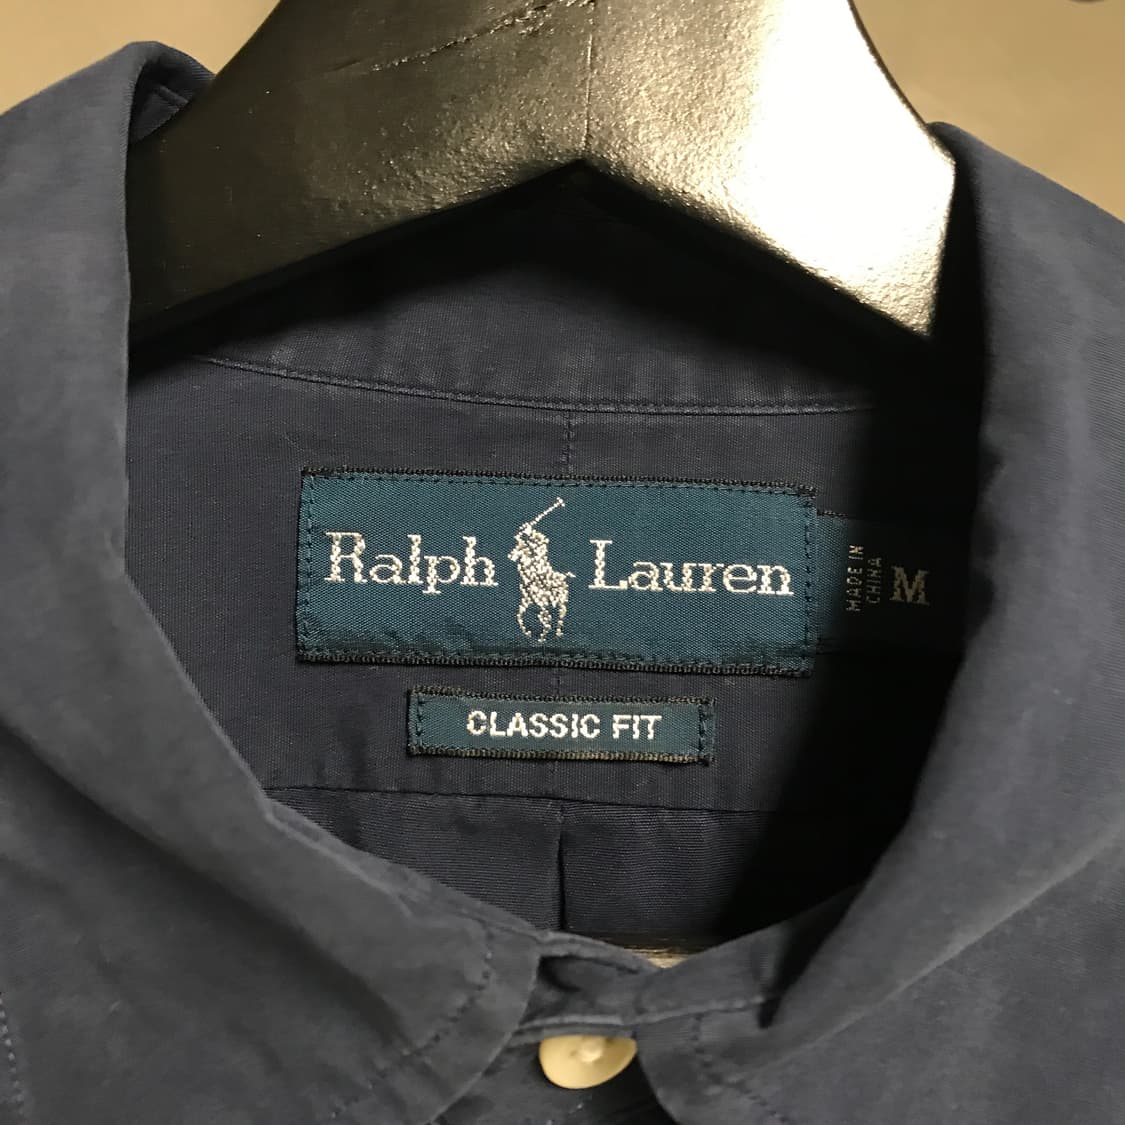 Ralph Lauren
MADE IN
CHINA
M
CLASSIC FIT